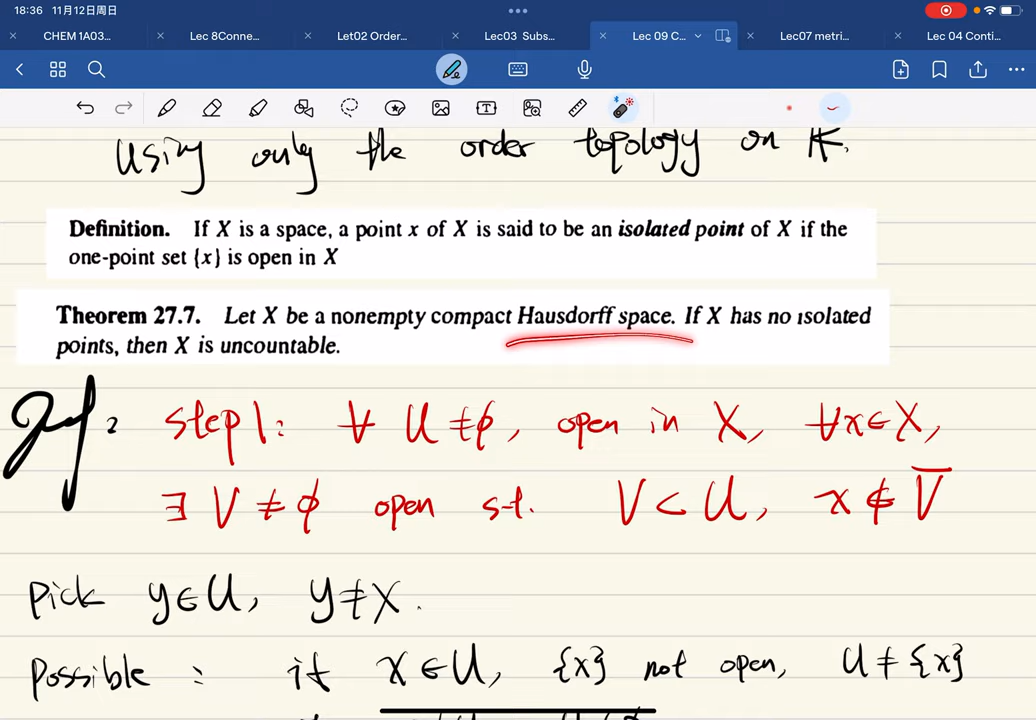 18:36 11月12日周日
CHEM 1A03... Lec 8Conne... Let02 Order... Lec03 Subs... Lec 09 C... Lec07 metri... Lec 04 Conti...
Using only the order topology on
Definition. If X is a space, a point x of X is said to be an isolated point of X if the
one-point set {x} is open in X
Theorem 27.7. Let X be a nonempty compact Hausdorff space. If X has no isolated
points, then X is uncountable.
step1: ∀ U ≠ ∅, open in X, ∀x∈X,
∃ V ≠ ∅ open s.t. V ⊂ U, x ∉ V̅
Pick y∈U, y≠x.
Possible: if x∈U, {x} not open, U≠{x}